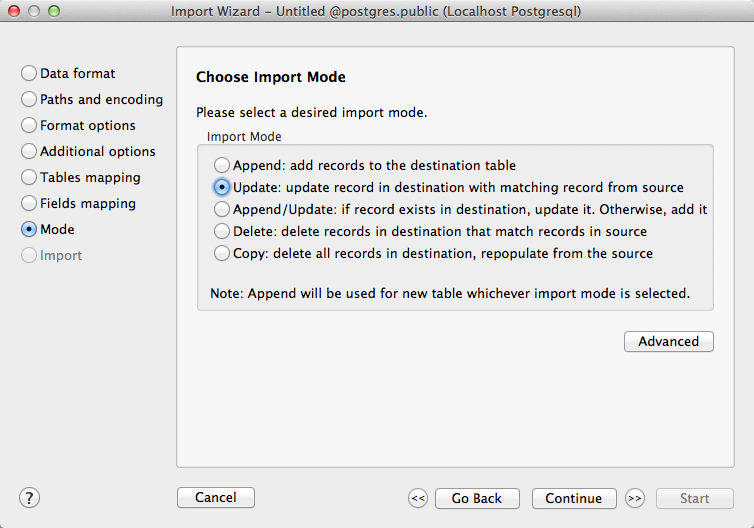 Import Wizard – Untitled @postgres.public (Localhost Postgresql)
Data format
Paths and encoding
Format options
Additional options
Tables mapping
Fields mapping
Mode
Import
Choose Import Mode
Please select a desired import mode.
Import Mode
Append: add records to the destination table
Update: update record in destination with matching record from source
Append/Update: if record exists in destination, update it. Otherwise, add it
Delete: delete records in destination that match records in source
Copy: delete all records in destination, repopulate from the source
Note: Append will be used for new table whichever import mode is selected.
Advanced
? Cancel << Go Back Continue >> Start